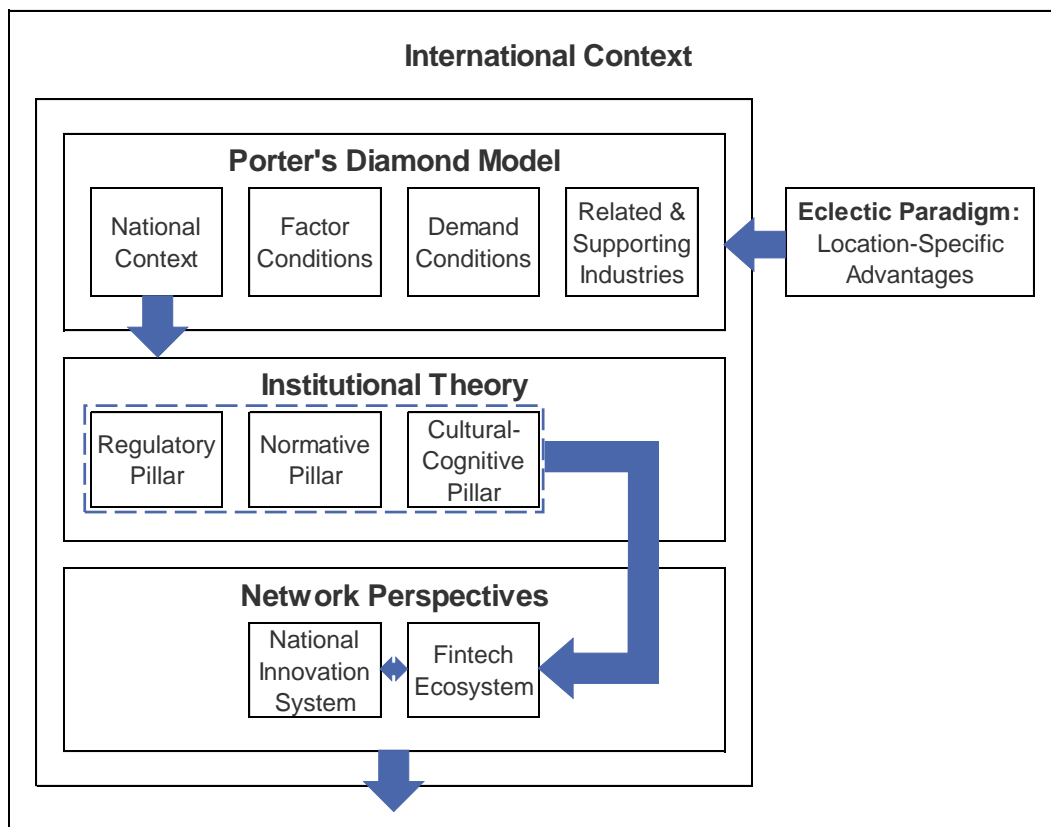 International Context
Porter's Diamond Model
National
Context
Factor
Conditions
Demand
Conditions
Related &
Supporting
Industries
Eclectic Paradigm:
Location-Specific
Advantages
Institutional Theory
Regulatory
Pillar
Normative
Pillar
Cultural-
Cognitive
Pillar
Network Perspectives
National
Innovation
System
Fintech
Ecosystem